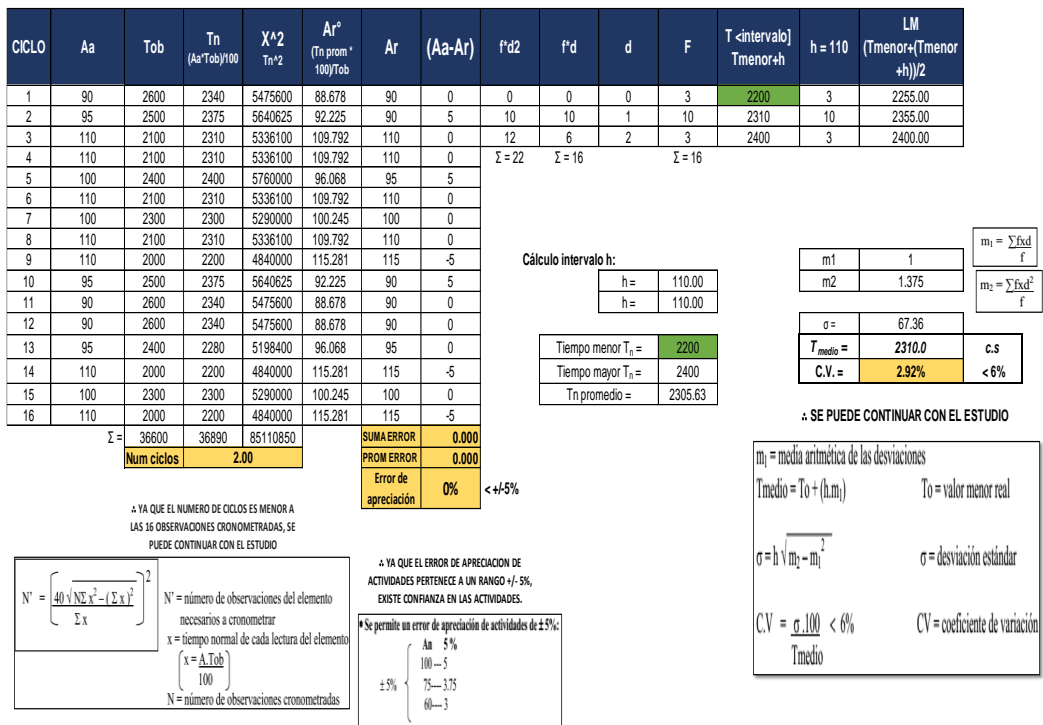 CICLO Aa Tob Tn (Aa*Tob)/100 X^2 Tn^2 Ar° (Tn prom * 100)/Tob Ar (Aa-Ar) f*d2 f*d d F T <intervalo] Tmenor+h h = 110 LM (Tmenor+(Tmenor +h))/2
1 90 2600 2340 5475600 88.678 90 0 0 0 0 3 2200 3 2255.00
2 95 2500 2375 5640625 92.225 90 5 10 10 1 10 2310 10 2355.00
3 110 2100 2310 5336100 109.792 110 0 12 6 2 3 2400 3 2400.00
4 110 2100 2310 5336100 109.792 110 0 Σ = 22 Σ = 16 Σ = 16
5 100 2400 2400 5760000 96.068 95 5
6 110 2100 2310 5336100 109.792 110 0
7 100 2300 2300 5290000 100.245 100 0
8 110 2100 2310 5336100 109.792 110 0
9 110 2000 2200 4840000 115.281 115 -5
10 95 2500 2375 5640625 92.225 90 5
11 90 2600 2340 5475600 88.678 90 0
12 90 2600 2340 5475600 88.678 90 0
13 95 2400 2280 5198400 96.068 95 0
14 110 2000 2200 4840000 115.281 115 -5
15 100 2300 2300 5290000 100.245 100 0
16 110 2000 2200 4840000 115.281 115 -5
Σ = 36600 36890 85110850 SUMA ERROR 0.000
Num ciclos 2.00 PROM ERROR 0.000
Error de apreciación 0% < +/-5%
Cálculo intervalo h:
h = 110.00
h = 110.00
Tiempo menor Tn = 2200
Tiempo mayor Tn = 2400
Tn promedio = 2305.63
m1 1
m2 1.375
m₁ = ∑fxd
f
m₂ = ∑fxd²
f
σ = 67.36
T medio = 2310.0 c.s
C.V. = 2.92% < 6%
∴ SE PUEDE CONTINUAR CON EL ESTUDIO
m₁ = media aritmética de las desviaciones
Tmedio = To + (h.m₁) To = valor menor real
σ = h √ m₂ – m₁² σ = desviación estándar
C.V = σ .100 < 6% CV = coeficiente de variación
Tmedio
∴ YA QUE EL NUMERO DE CICLOS ES MENOR A
LAS 16 OBSERVACIONES CRONOMETRADAS, SE
PUEDE CONTINUAR CON EL ESTUDIO
N' = ( 40 √ NΣ x² – ( Σ x )² )²
Σ x
N' = número de observaciones del elemento
necesarios a cronometrar
x = tiempo normal de cada lectura del elemento
( x = A.Tob )
100
N = número de observaciones cronometradas
∴ YA QUE EL ERROR DE APRECIACION DE
ACTIVIDADES PERTENECE A UN RANGO +/- 5%,
EXISTE CONFIANZA EN LAS ACTIVIDADES.
* Se permite un error de apreciación de actividades de ± 5%:
An 5 %
100 --- 5
± 5% 75---- 3.75
60---- 3